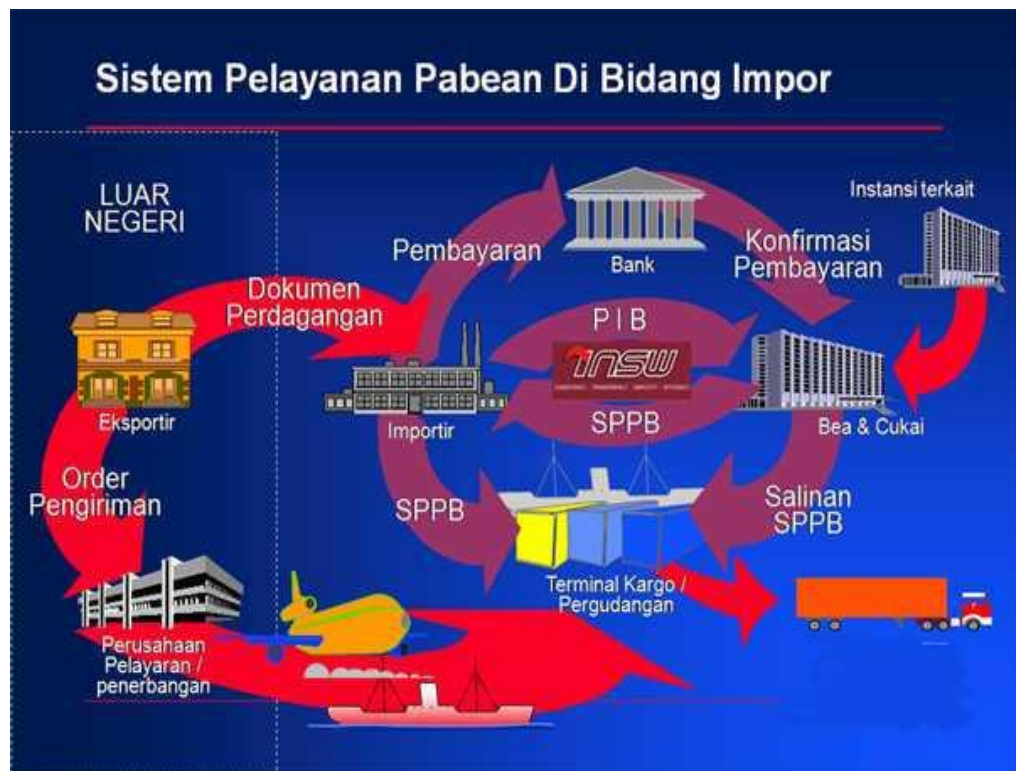 Sistem Pelayanan Pabean Di Bidang Impor
LUAR
NEGERI
Instansi terkait
Pembayaran
Bank
Konfirmasi
Pembayaran
Dokumen
Perdagangan
P I B
INSW
Eksportir
Importir
SPPB
Bea & Cukai
Order
Pengiriman
SPPB
Salinan
SPPB
Terminal Kargo /
Pergudangan
Perusahaan
Pelayaran /
penerbangan